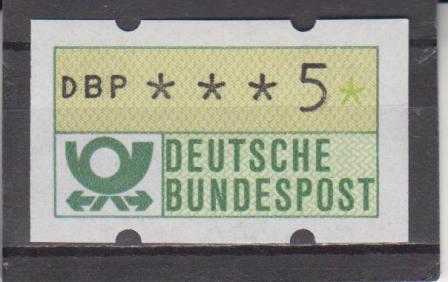 DBP * * * 5 *
DEUTSCHE
BUNDESPOST